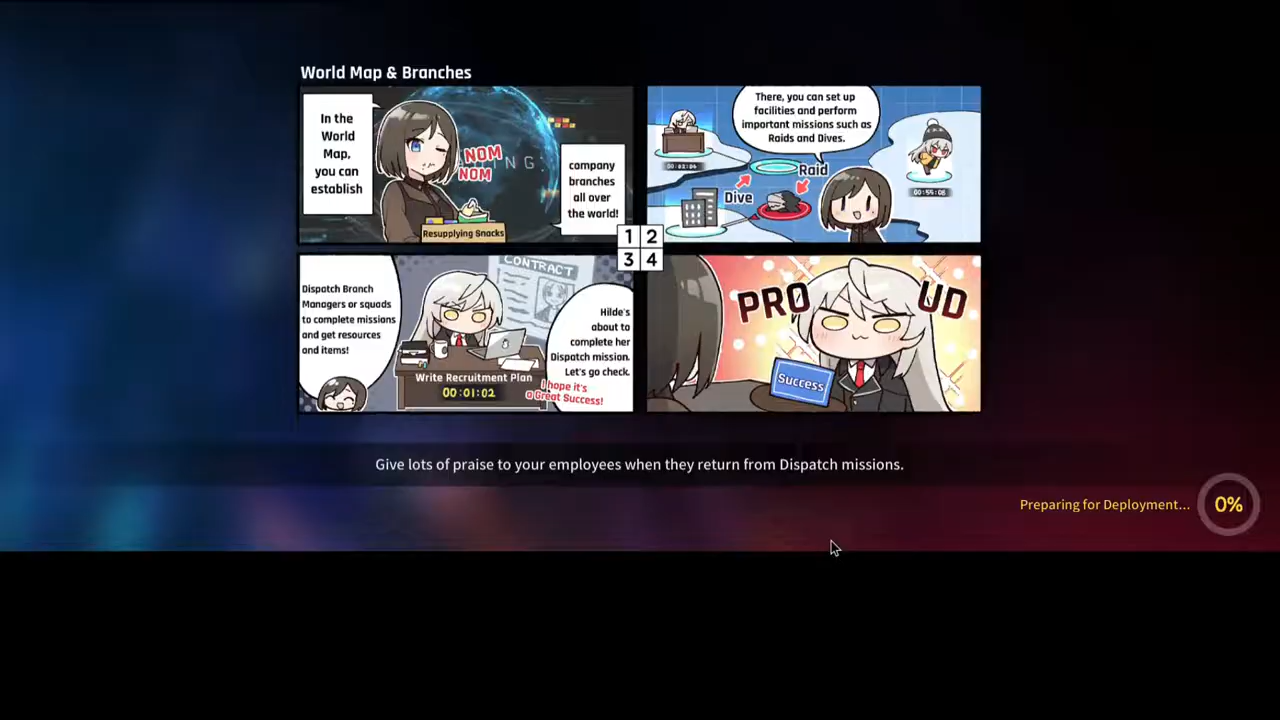 World Map & Branches
In the
World
Map,
you can
establish
NOM
NOM
company
branches
all over
the world!
Resupplying Snacks
There, you can set up
facilities and perform
important missions such as
Raids and Dives.
00:55:06
Raid
Dive
1 2
3 4
Dispatch Branch
Managers or squads
to complete missions
and get resources
and items!
CONTRACT
Hilde's
about to
complete her
Dispatch mission.
Let's go check.
I hope it's
a Great Success!
Write Recruitment Plan
00:01:02
PRO UD
Success
Give lots of praise to your employees when they return from Dispatch missions.
Preparing for Deployment...
0%